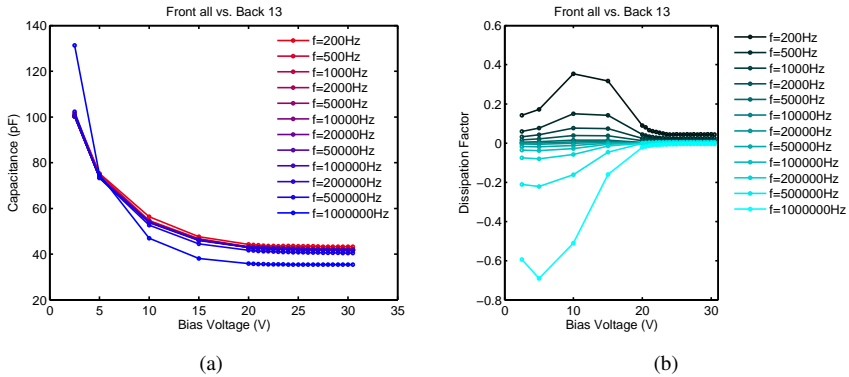 Front all vs. Back 13
140
120
100
80
60
40
20
Capacitance (pF)
0
5
10
15
20
25
30
35
Bias Voltage (V)
f=200Hz
f=500Hz
f=1000Hz
f=2000Hz
f=5000Hz
f=10000Hz
f=20000Hz
f=50000Hz
f=100000Hz
f=200000Hz
f=500000Hz
f=1000000Hz
(a)
Front all vs. Back 13
0.6
0.4
0.2
0
−0.2
−0.4
−0.6
−0.8
Dissipation Factor
0
10
20
30
Bias Voltage (V)
f=200Hz
f=500Hz
f=1000Hz
f=2000Hz
f=5000Hz
f=10000Hz
f=20000Hz
f=50000Hz
f=100000Hz
f=200000Hz
f=500000Hz
f=1000000Hz
(b)